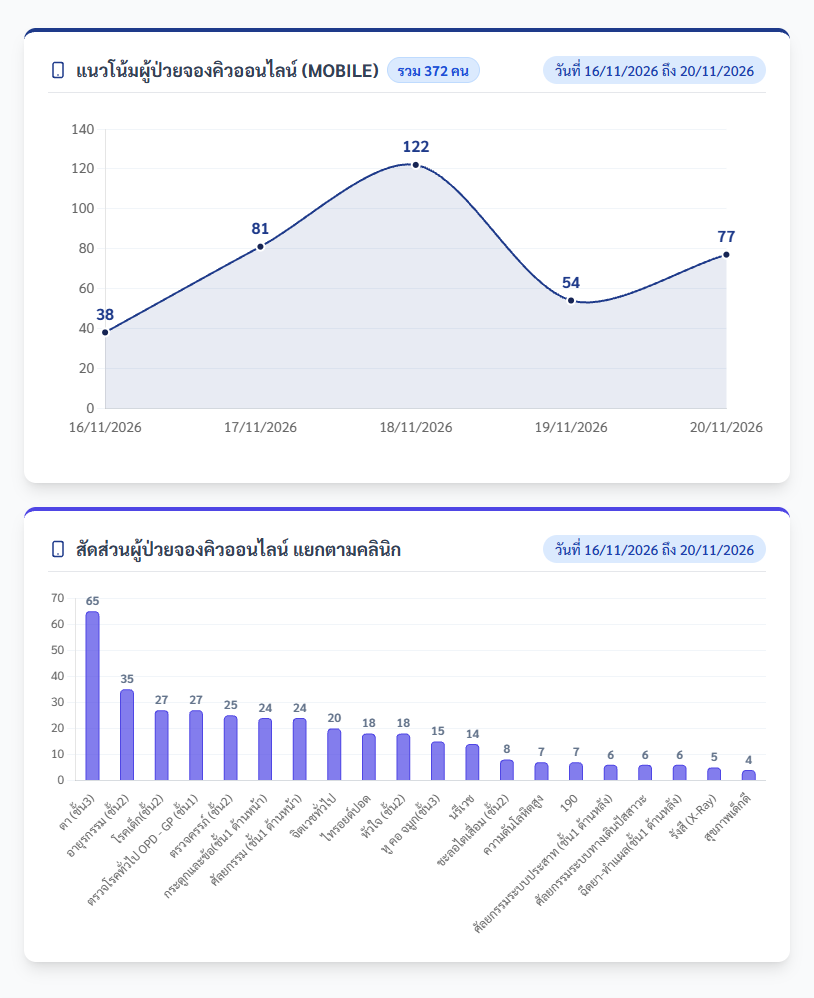 แนวโน้มผู้ป่วยจองคิวออนไลน์ (MOBILE) รวม 372 คน วันที่ 16/11/2026 ถึง 20/11/2026
140
120
100
80
60
40
20
0
38
81
122
54
77
16/11/2026 17/11/2026 18/11/2026 19/11/2026 20/11/2026
สัดส่วนผู้ป่วยจองคิวออนไลน์ แยกตามคลินิก วันที่ 16/11/2026 ถึง 20/11/2026
70
60
50
40
30
20
10
0
65 35 27 27 25 24 24 20 18 18 15 14 8 7 7 6 6 6 5 4
ตา (ชั้น3)
อายุรกรรม (ชั้น2)
โรคเด็ก(ชั้น2)
ตรวจโรคทั่วไป OPD - GP (ชั้น1)
ตรวจครรภ์ (ชั้น2)
กระดูกและข้อ(ชั้น1 ด้านหน้า)
ศัลยกรรม (ชั้น1 ด้านหน้า)
จิตเวชทั่วไป
ไทรอยด์ปอด
หัวใจ (ชั้น2)
หู คอ จมูก(ชั้น3)
นรีเวช
ชะลอไตเสื่อม (ชั้น2)
ความดันโลหิตสูง
190
ศัลยกรรมระบบประสาท (ชั้น1 ด้านหลัง)
ศัลยกรรมระบบทางเดินปัสสาวะ
ฉีดยา-ทำแผล(ชั้น1 ด้านหลัง)
รังสี (X-Ray)
สุขภาพเด็กดี